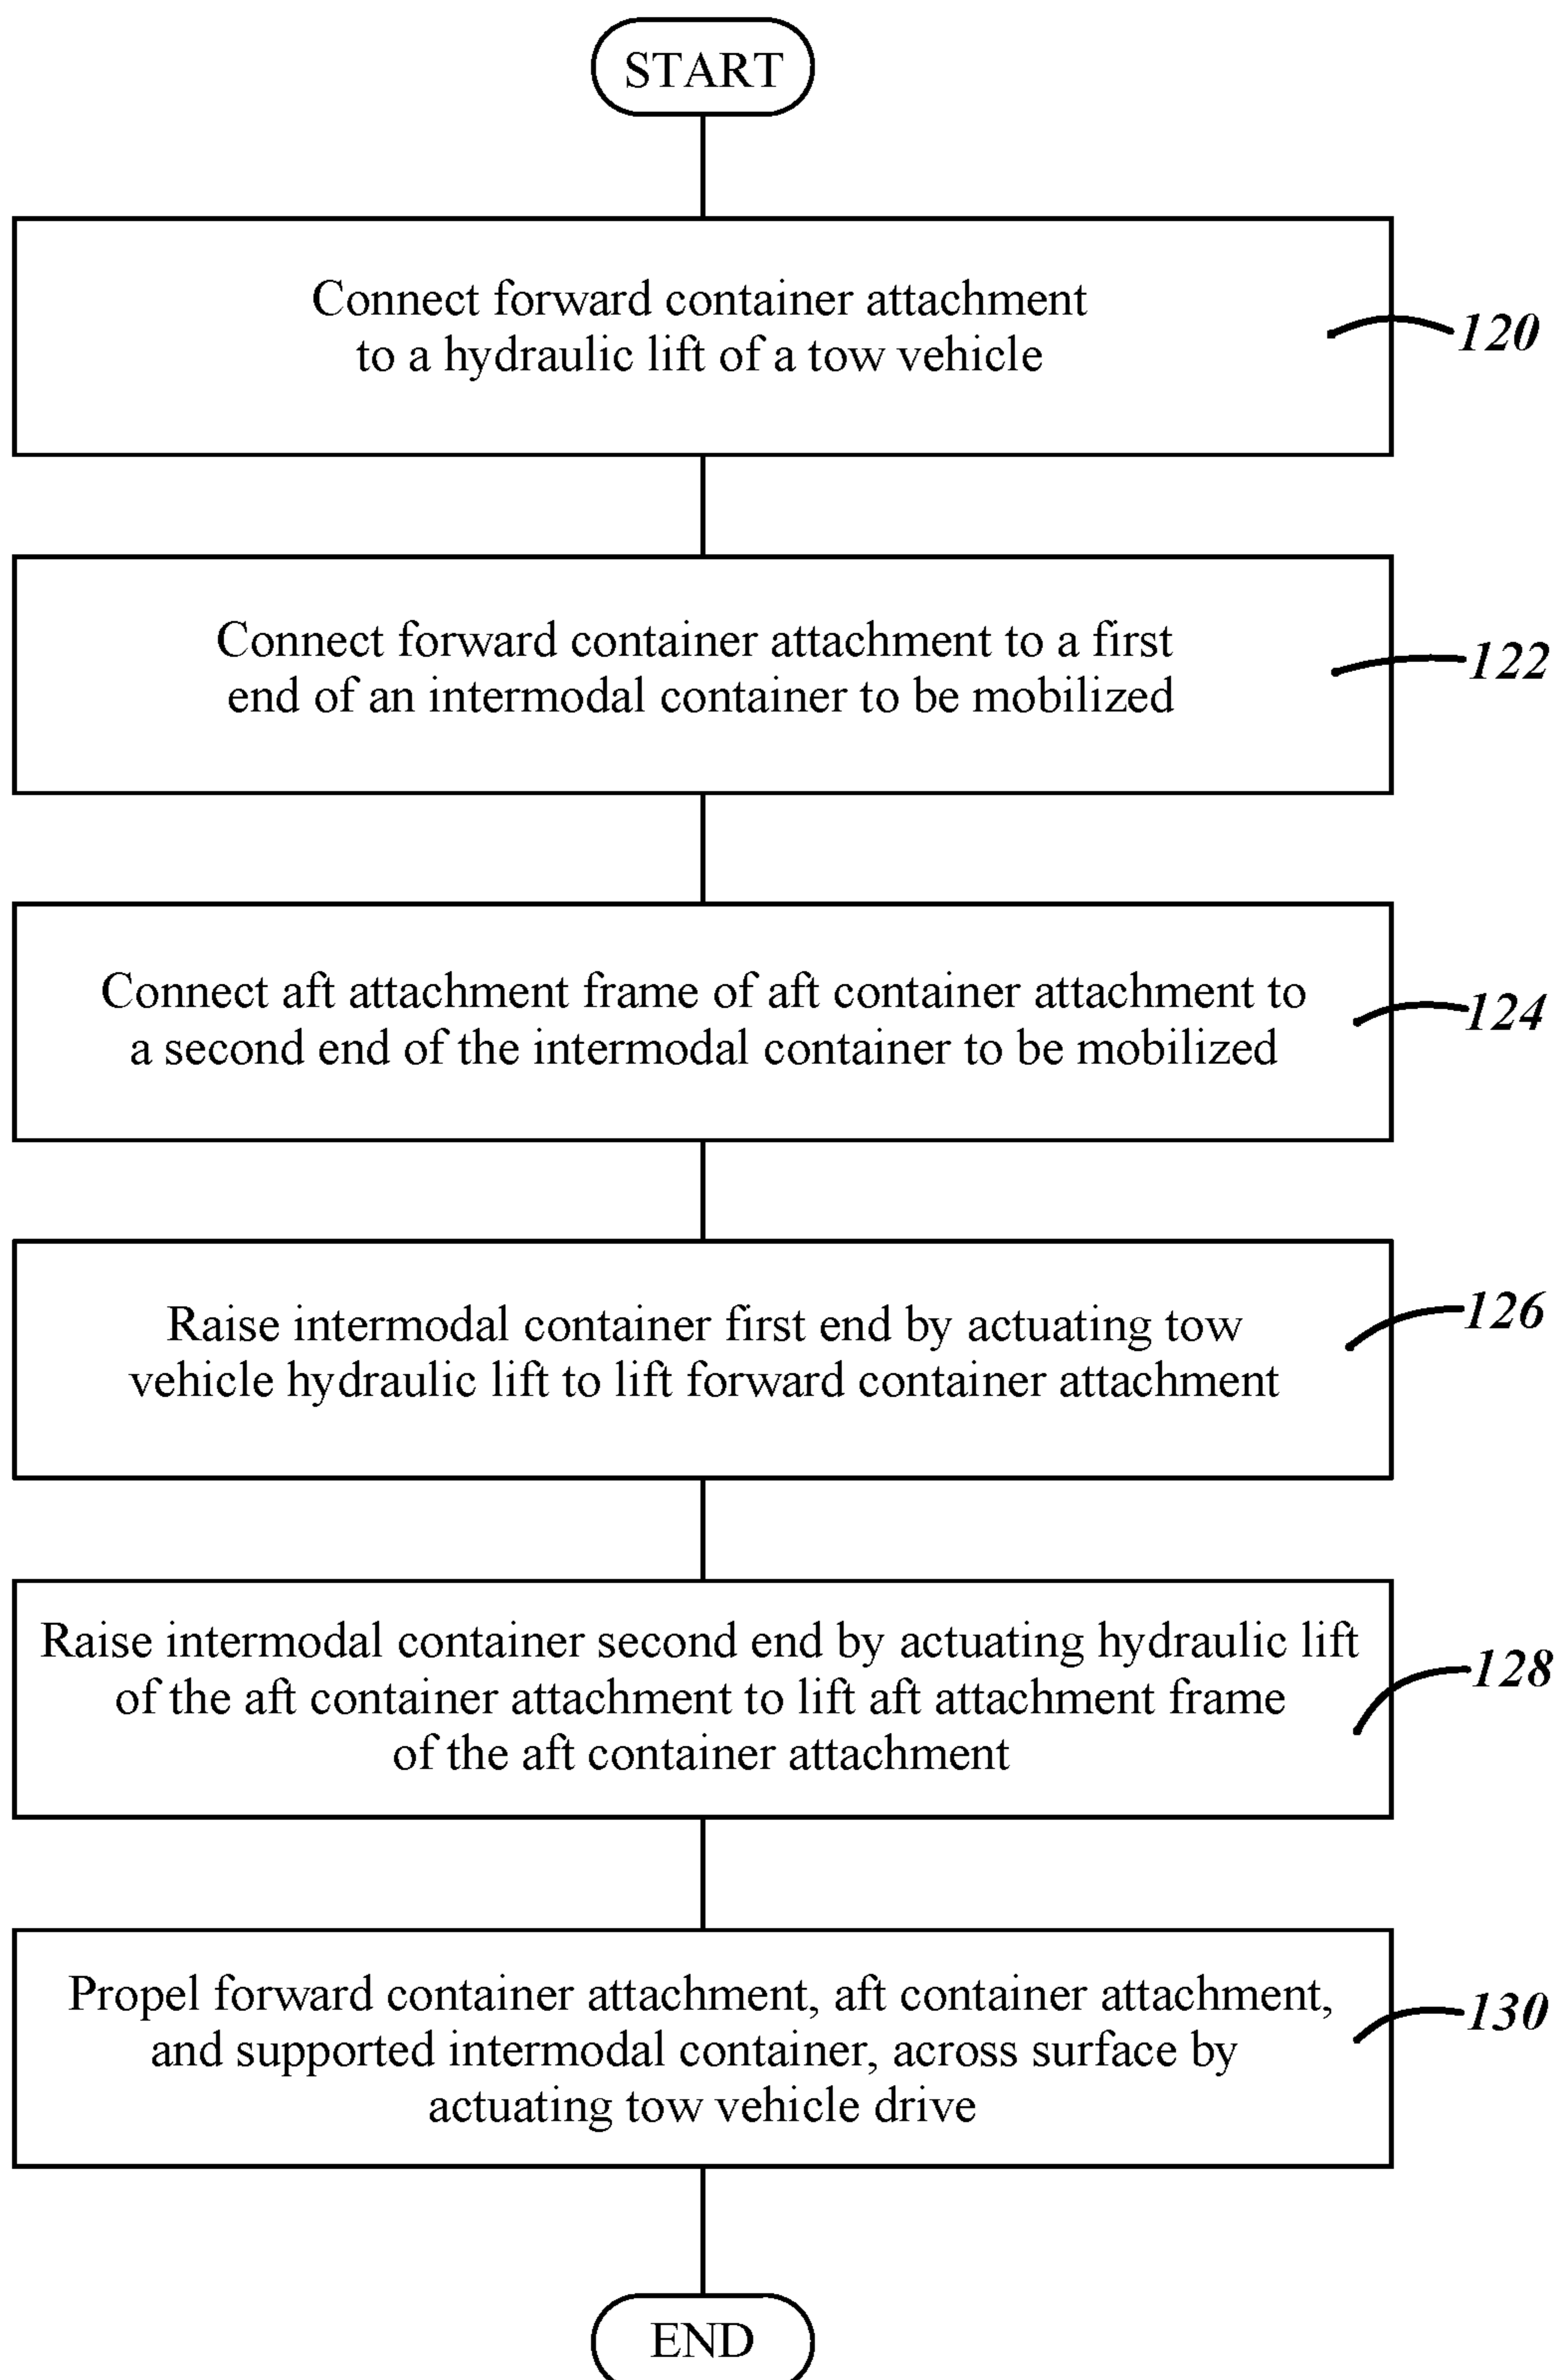 START
Connect forward container attachment
to a hydraulic lift of a tow vehicle
120
Connect forward container attachment to a first
end of an intermodal container to be mobilized
122
Connect aft attachment frame of aft container attachment to
a second end of the intermodal container to be mobilized
124
Raise intermodal container first end by actuating tow
vehicle hydraulic lift to lift forward container attachment
126
Raise intermodal container second end by actuating hydraulic lift
of the aft container attachment to lift aft attachment frame
of the aft container attachment
128
Propel forward container attachment, aft container attachment,
and supported intermodal container, across surface by
actuating tow vehicle drive
130
END